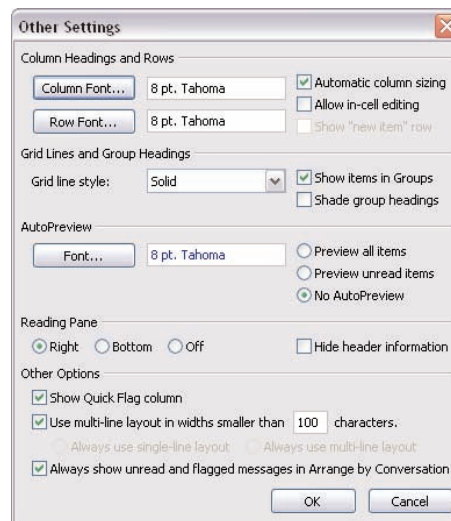 Other Settings
Column Headings and Rows
Column Font... 8 pt. Tahoma Automatic column sizing
Allow in-cell editing
Row Font... 8 pt. Tahoma
Show "new item" row
Grid Lines and Group Headings
Grid line style: Solid Show items in Groups
Shade group headings
AutoPreview
Font... 8 pt. Tahoma Preview all items
Preview unread items
No AutoPreview
Reading Pane
Right Bottom Off Hide header information
Other Options
Show Quick Flag column
Use multi-line layout in widths smaller than 100 characters.
Always use single-line layout Always use multi-line layout
Always show unread and flagged messages in Arrange by Conversation
OK Cancel